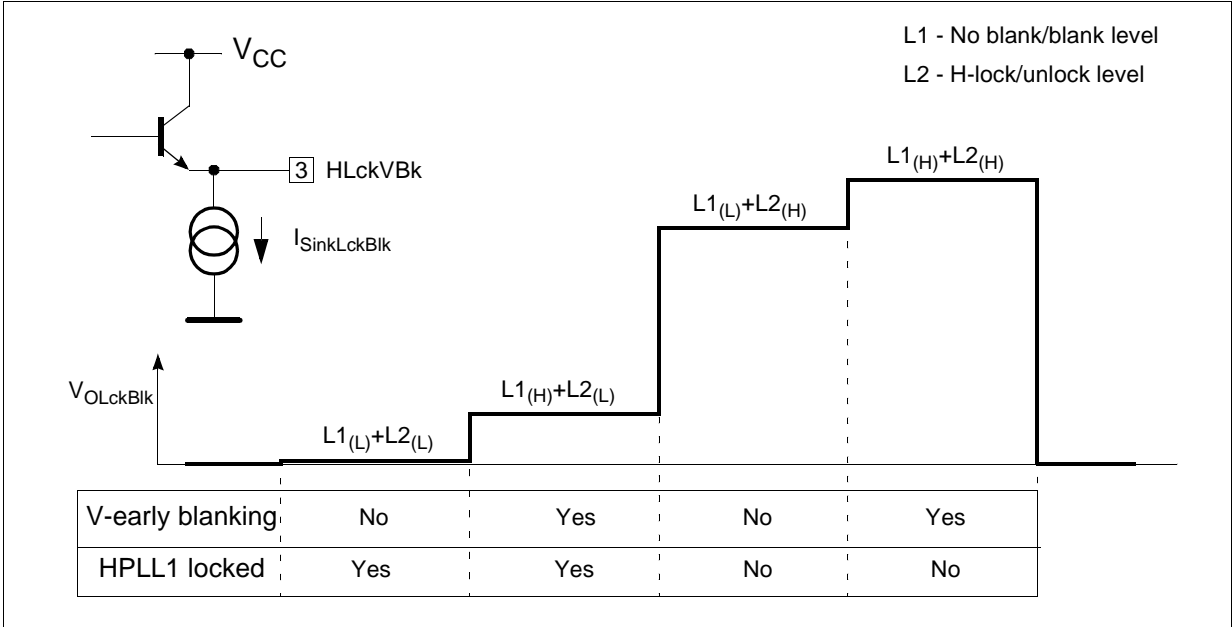 L1 - No blank/blank level
L2 - H-lock/unlock level
VCC
3 HLckVBk
ISinkLckBlk
L1(H)+L2(H)
L1(L)+L2(H)
VOLckBlk
L1(H)+L2(L)
L1(L)+L2(L)
V-early blanking No Yes No Yes
HPLL1 locked Yes Yes No No